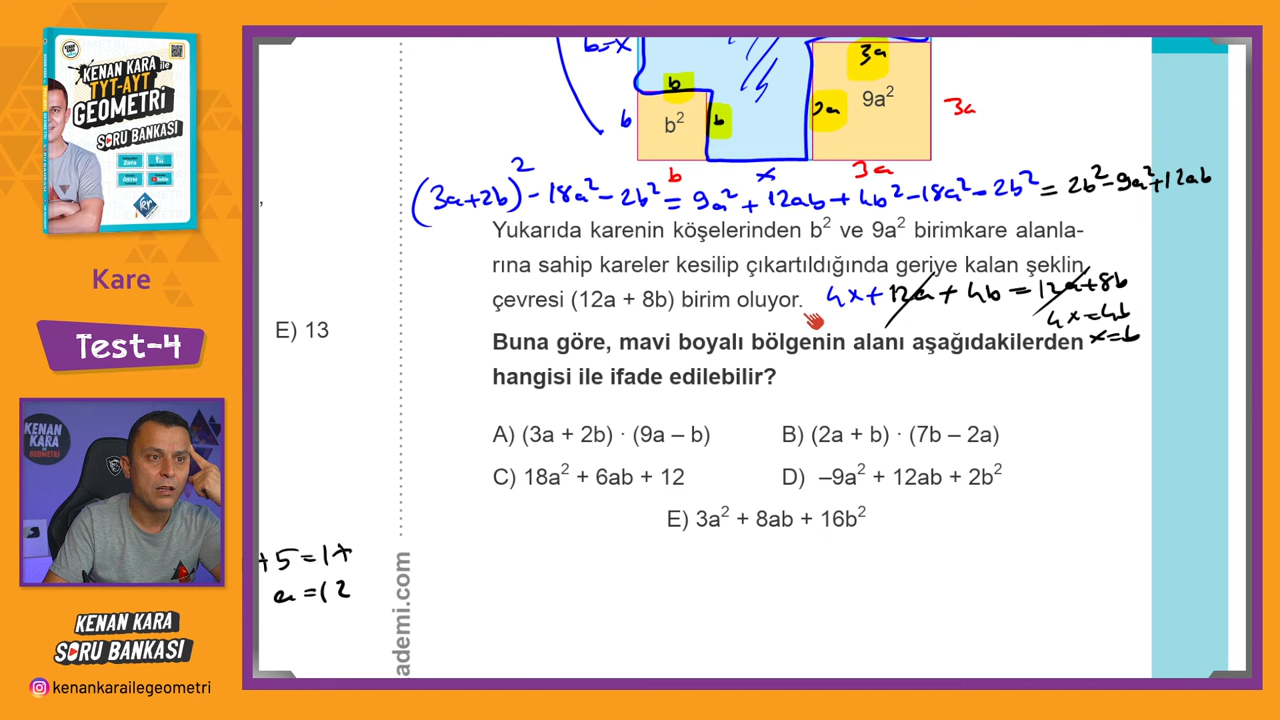 KENAN KARA ile
TYT-AYT
GEOMETRİ
SORU BANKASI
Kare
Test-4
KENAN KARA
SORU BANKASI
kenankarailegeometri
E) 13
+5=17
a=12
ademi.com
b=x
b
b
b
b²
b
x
3a
3a
9a²
3a
3a
(3a+2b)² - 18a² - 2b² = 9a² + 12ab + 4b² - 18a² - 2b² = 2b² - 9a² + 12ab
Yukarıda karenin köşelerinden b² ve 9a² birimkare alanla-
rına sahip kareler kesilip çıkartıldığında geriye kalan şeklin
çevresi (12a + 8b) birim oluyor.
4x + 12a + 4b = 12a + 8b
4x = 4b
x = b
Buna göre, mavi boyalı bölgenin alanı aşağıdakilerden
hangisi ile ifade edilebilir?
A) (3a + 2b) · (9a – b)
B) (2a + b) · (7b – 2a)
C) 18a² + 6ab + 12
D) –9a² + 12ab + 2b²
E) 3a² + 8ab + 16b²